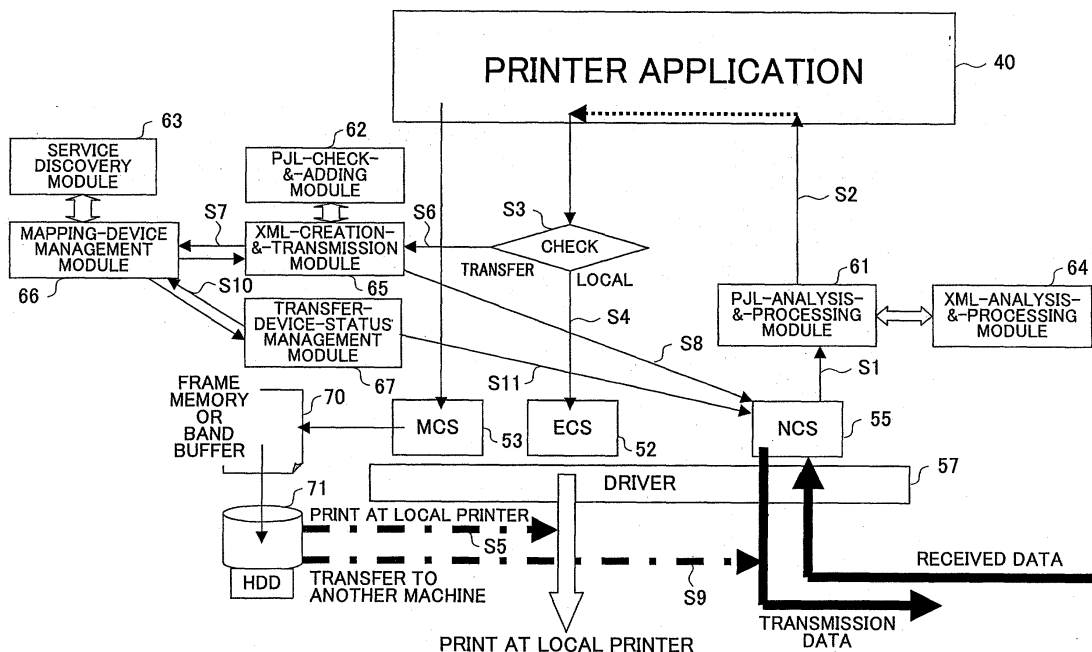 PRINTER APPLICATION
40
63
SERVICE
DISCOVERY
MODULE
62
PJL-CHECK-
&-ADDING
MODULE
S7
MAPPING-DEVICE
MANAGEMENT
MODULE
66
S6
XML-CREATION-
&-TRANSMISSION
MODULE
65
S10
TRANSFER-
DEVICE-STATUS
MANAGEMENT
MODULE
67
S3
CHECK
TRANSFER
LOCAL
S4
S2
61
PJL-ANALYSIS-
&-PROCESSING
MODULE
64
XML-ANALYSIS-
&-PROCESSING
MODULE
S8
S11
S1
FRAME
MEMORY
OR
BAND
BUFFER
70
MCS
53
ECS
52
NCS
55
DRIVER
57
71
HDD
PRINT AT LOCAL PRINTER
S5
TRANSFER TO
ANOTHER MACHINE
S9
RECEIVED DATA
TRANSMISSION
DATA
PRINT AT LOCAL PRINTER